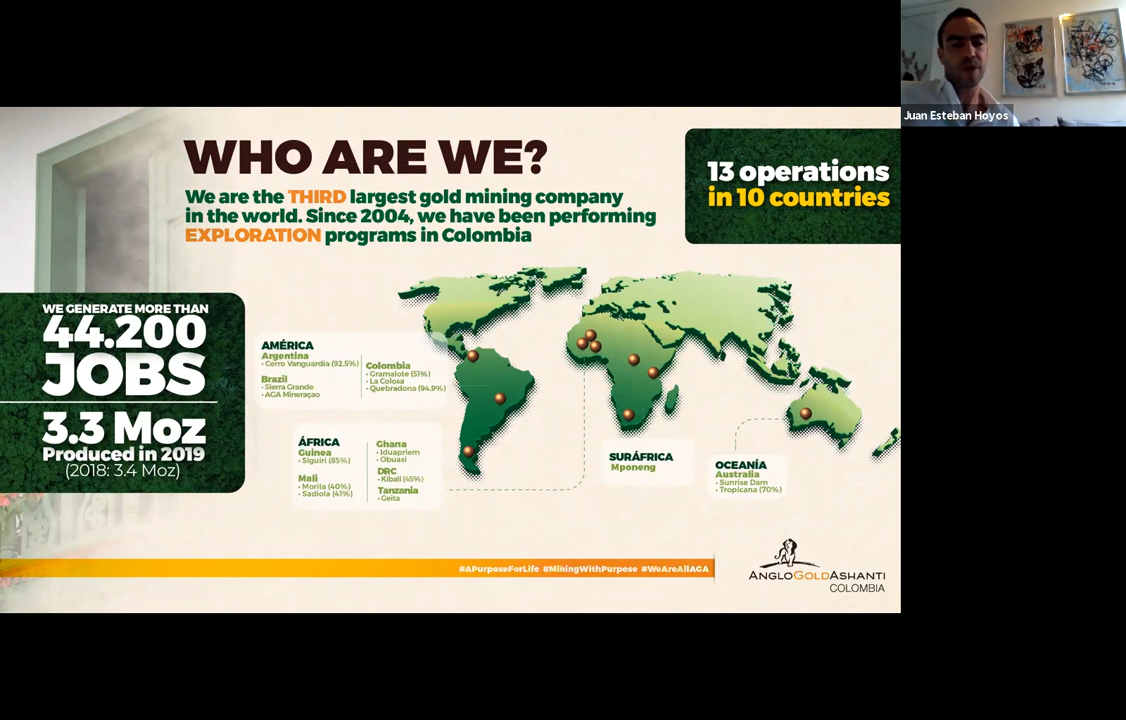 Juan Esteban Hoyos
WHO ARE WE?
We are the THIRD largest gold mining company
in the world. Since 2004, we have been performing
EXPLORATION programs in Colombia
13 operations
in 10 countries
WE GENERATE MORE THAN
44.200
JOBS
3.3 Moz
Produced in 2019
(2018: 3.4 Moz)
AMÉRICA
Argentina
• Cerro Vanguardia (92.5%)
Brazil
• Sierra Grande
• AGA Mineraçao
Colombia
• Gramalote (51%)
• La Colosa
• Quebradona (94.9%)
ÁFRICA
Guinea
• Siguiri (85%)
Mali
• Morila (40%)
• Sadiola (41%)
Ghana
• Iduapriem
• Obuasi
DRC
• Kibali (45%)
Tanzania
• Geita
SURÁFRICA
Mponeng
OCEANÍA
Australia
• Sunrise Dam
• Tropicana (70%)
#APurposeForLife #MiningWithPurpose #WeAreAllAGA
ANGLOGOLDASHANTI
COLOMBIA